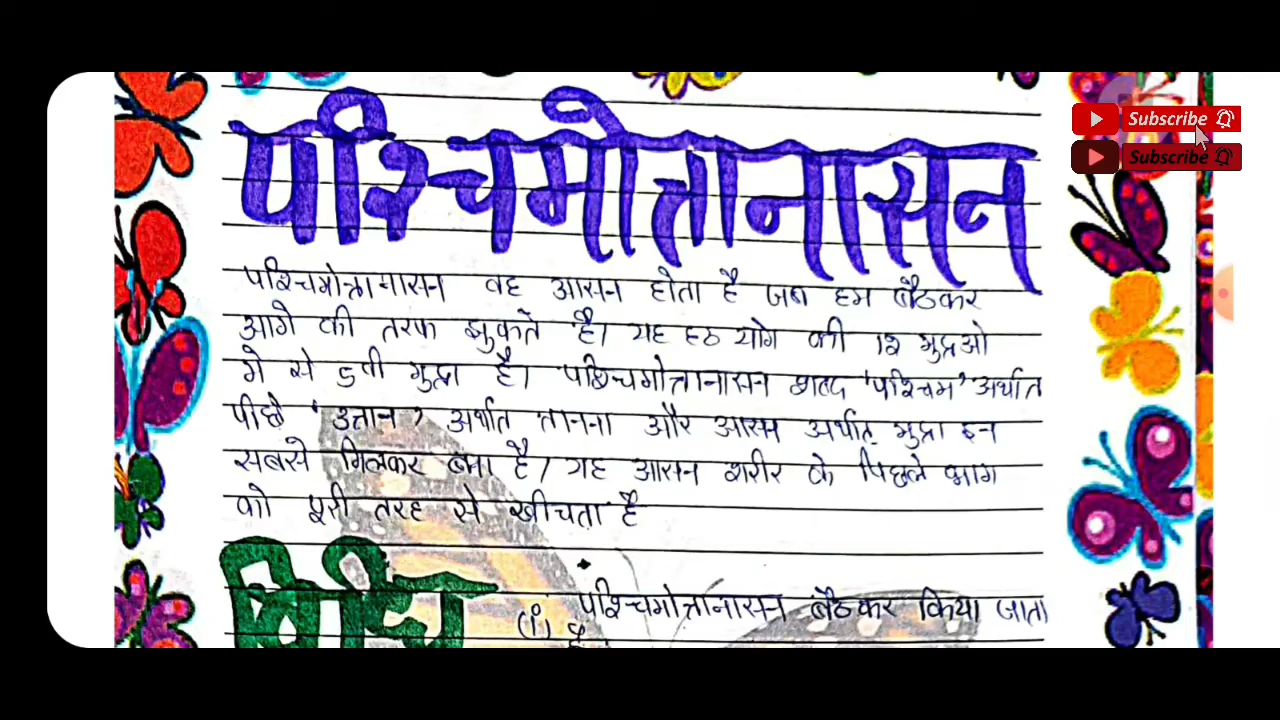 पश्चिमोत्तानासन
Subscribe
Subscribe
पश्चिमोत्तानासन वह आसन होता है जब हम बैठकर
आगे की तरफ झुकते है। यह हठ योग की 12 मुद्रओ
मे से 5वी मुद्रा है। पश्चिमोत्तानासन शब्द 'पश्चिम' अर्थात
पीछे 'उत्तान' अर्थात तानना और आसन अर्थात् मुद्रा इन
सबसे मिलकर बना है। यह आसन शरीर के पिछले भाग
को पूरी तरह से खीचता है
विधि
(i) पश्चिमोत्तानासन बैठकर किया जाता